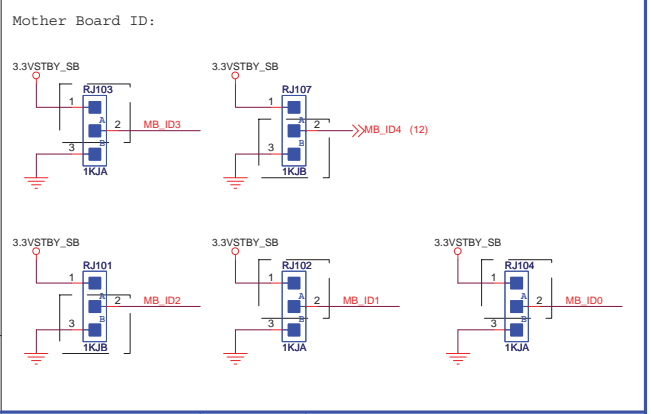 Mother Board ID:
3.3VSTBY_SB
RJ103
1
A
2
MB_ID3
B
3
1KJA
3.3VSTBY_SB
RJ107
1
A
2
MB_ID4 (12)
B
3
1KJB
3.3VSTBY_SB
RJ101
1
A
2
MB_ID2
B
3
1KJB
3.3VSTBY_SB
RJ102
1
A
2
MB_ID1
B
3
1KJA
3.3VSTBY_SB
RJ104
1
A
2
MB_ID0
B
3
1KJA